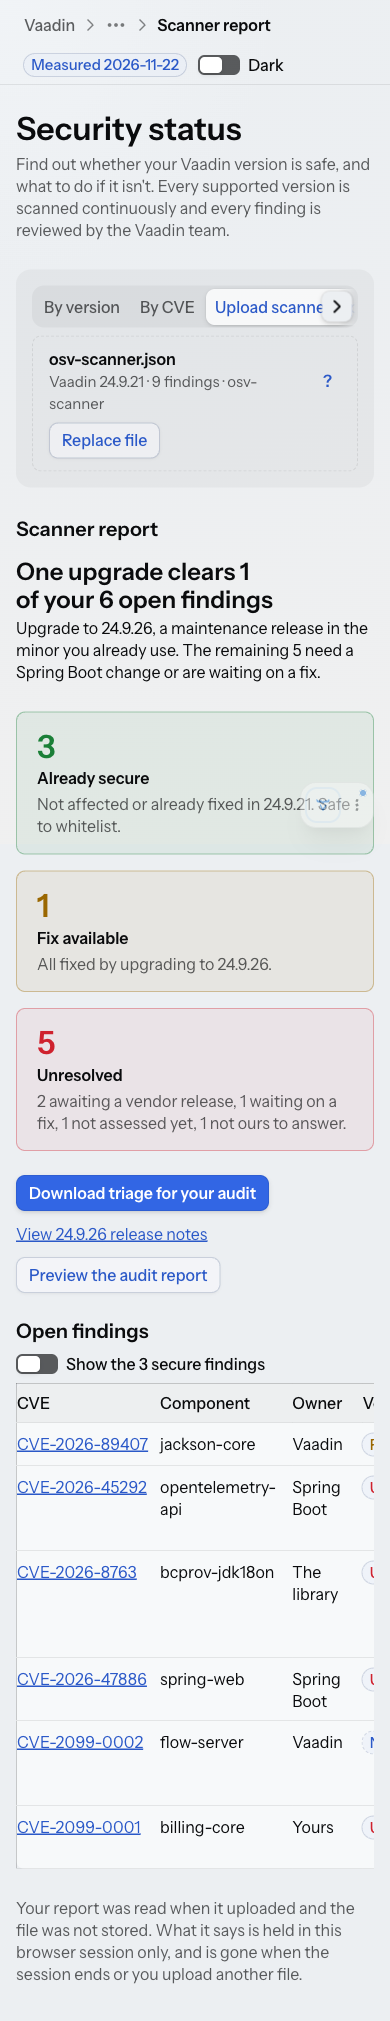 Vaadin > ••• > Scanner report
Measured 2026-11-22 Dark
Security status
Find out whether your Vaadin version is safe, and
what to do if it isn't. Every supported version is
scanned continuously and every finding is
reviewed by the Vaadin team.
By version By CVE Upload scanne
osv-scanner.json
Vaadin 24.9.21 · 9 findings · osv-
scanner
?
Replace file
Scanner report
One upgrade clears 1
of your 6 open findings
Upgrade to 24.9.26, a maintenance release in the
minor you already use. The remaining 5 need a
Spring Boot change or are waiting on a fix.
3
Already secure
Not affected or already fixed in 24.9.21. Safe
to whitelist.
1
Fix available
All fixed by upgrading to 24.9.26.
5
Unresolved
2 awaiting a vendor release, 1 waiting on a
fix, 1 not assessed yet, 1 not ours to answer.
Download triage for your audit
View 24.9.26 release notes
Preview the audit report
Open findings
Show the 3 secure findings
CVE Component Owner
CVE-2026-89407 jackson-core Vaadin
CVE-2026-45292 opentelemetry- Spring
api Boot
CVE-2026-8763 bcprov-jdk18on The
library
CVE-2026-47886 spring-web Spring
Boot
CVE-2099-0002 flow-server Vaadin
CVE-2099-0001 billing-core Yours
Your report was read when it uploaded and the
file was not stored. What it says is held in this
browser session only, and is gone when the
session ends or you upload another file.